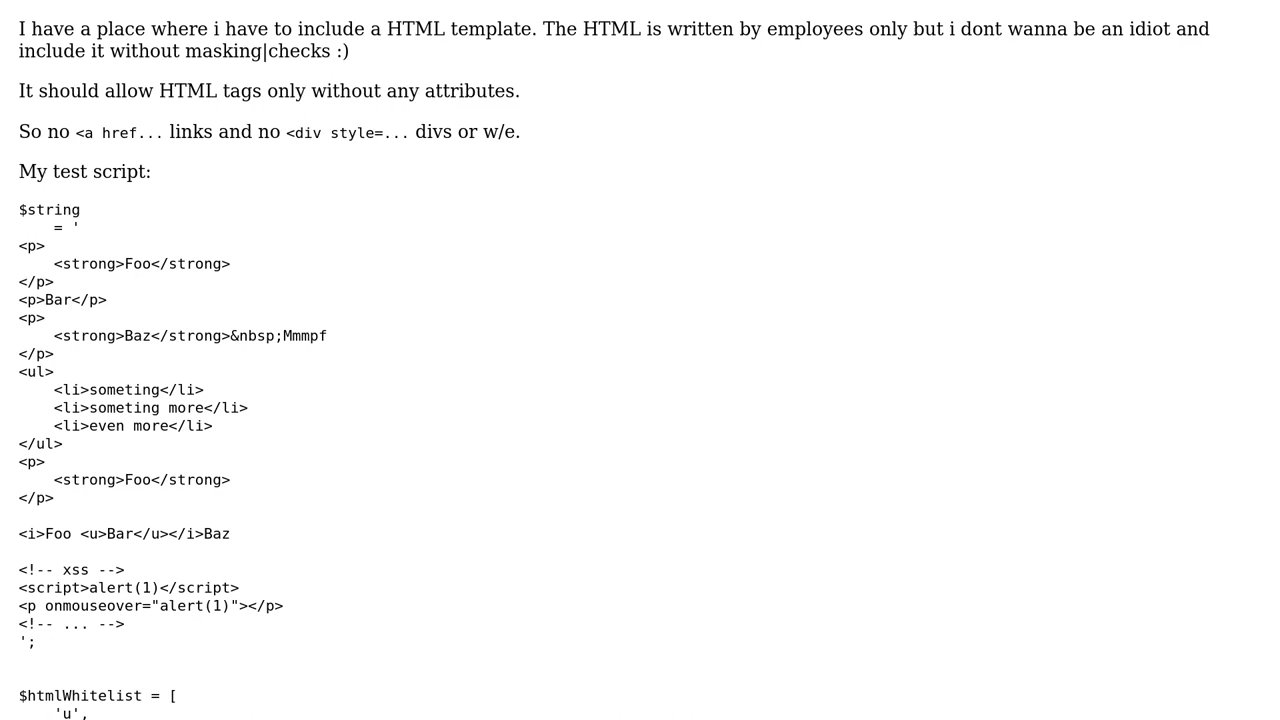 I have a place where i have to include a HTML template. The HTML is written by employees only but i dont wanna be an idiot and
include it without masking|checks :)
It should allow HTML tags only without any attributes.
So no <a href... links and no <div style=... divs or w/e.
My test script:
$string
    = '
<p>
    <strong>Foo</strong>
</p>
<p>Bar</p>
<p>
    <strong>Baz</strong>&nbsp;Mmmpf
</p>
<ul>
    <li>someting</li>
    <li>someting more</li>
    <li>even more</li>
</ul>
<p>
    <strong>Foo</strong>
</p>
<i>Foo <u>Bar</u></i>Baz
<!-- xss -->
<script>alert(1)</script>
<p onmouseover="alert(1)"></p>
<!-- ... -->
';
$htmlWhitelist = [
    'u',